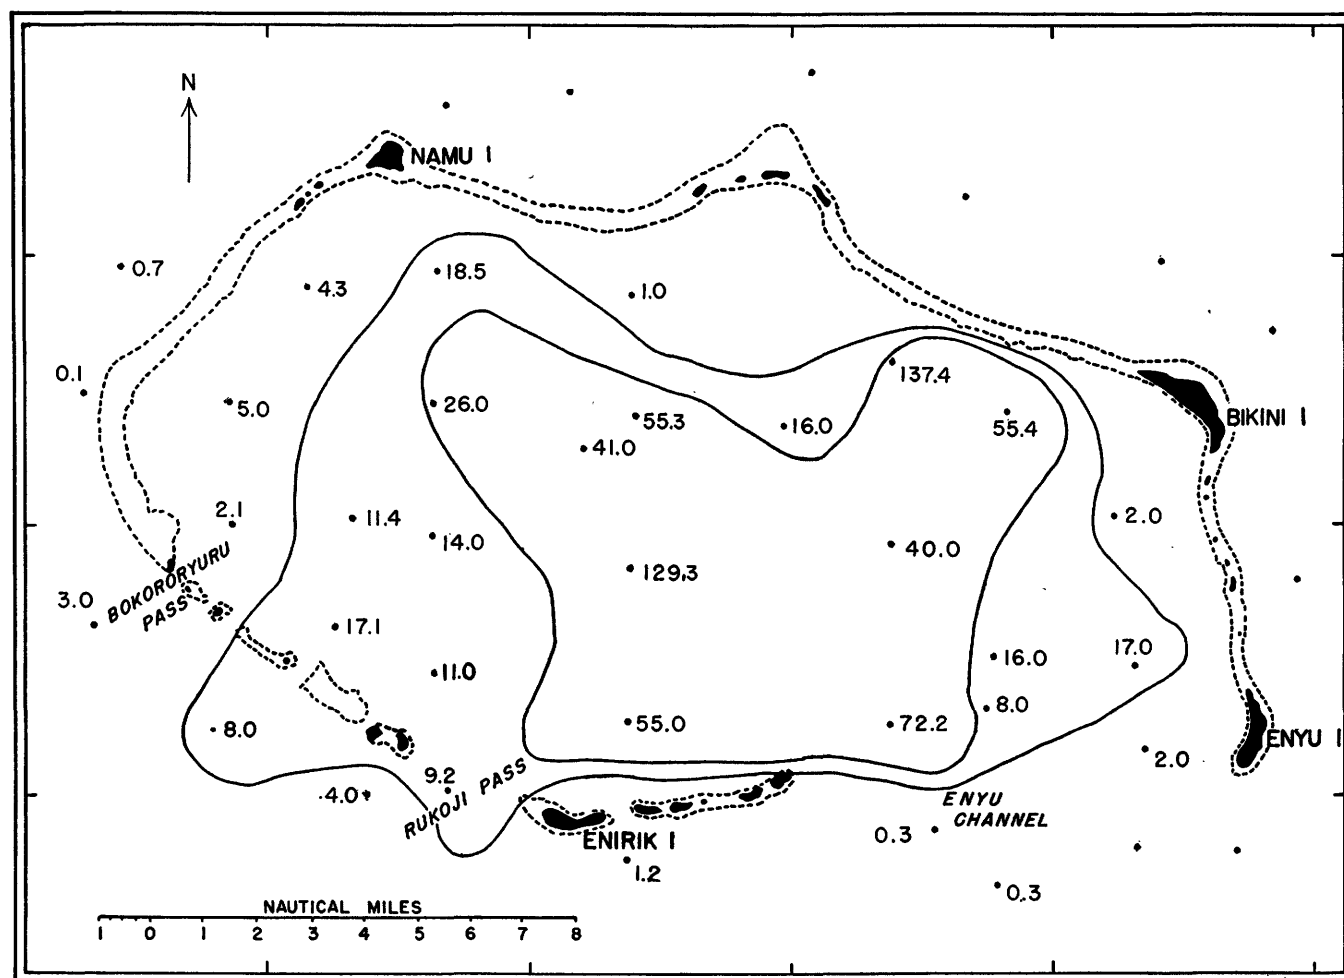 N
NAMU I
0.7
4.3
18.5
1.0
0.1
5.0
26.0
55.3
41.0
16.0
137.4
55.4
BIKINI I
2.1
11.4
14.0
129.3
40.0
2.0
BOKORORYURU
PASS
3.0
17.1
11.0
16.0
17.0
8.0
55.0
72.2
8.0
2.0
ENYU I
9.2
4.0
RUKOJI PASS
ENYU
CHANNEL
ENIRIK I
1.2
0.3
0.3
NAUTICAL MILES
1 0 1 2 3 4 5 6 7 8